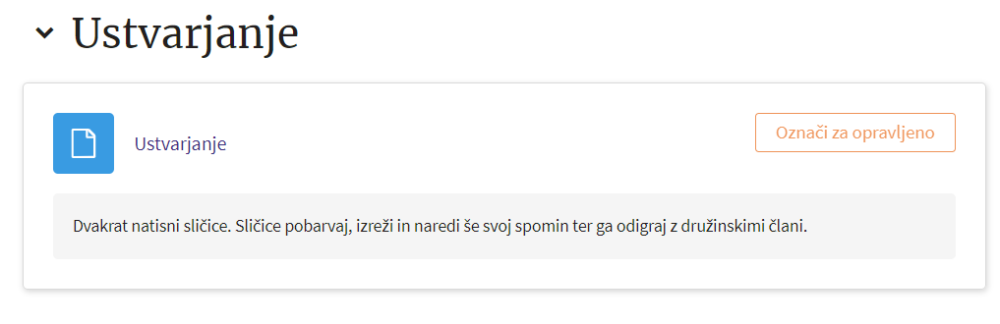 Ustvarjanje
Ustvarjanje
Označi za opravljeno
Dvakrat natisni sličice. Sličice pobarvaj, izreži in naredi še svoj spomin ter ga odigraj z družinskimi člani.